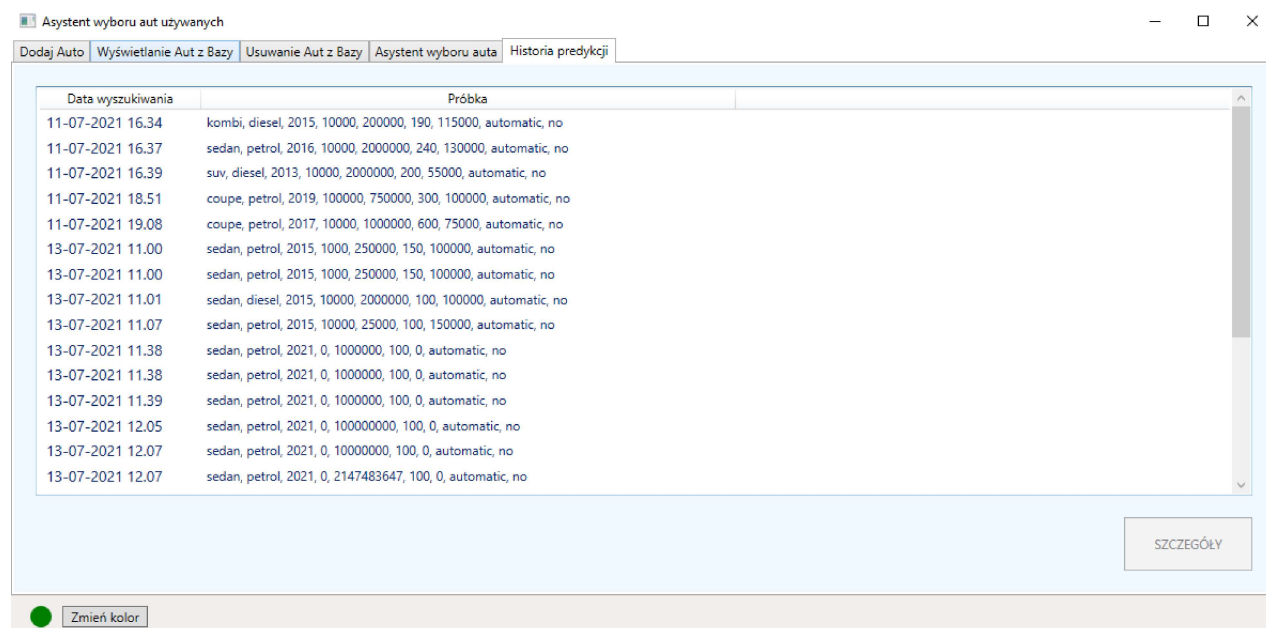 Asystent wyboru aut używanych
Dodaj Auto Wyświetlanie Aut z Bazy Usuwanie Aut z Bazy Asystent wyboru auta Historia predykcji
Data wyszukiwania Próbka
11-07-2021 16.34 kombi, diesel, 2015, 10000, 200000, 190, 115000, automatic, no
11-07-2021 16.37 sedan, petrol, 2016, 10000, 2000000, 240, 130000, automatic, no
11-07-2021 16.39 suv, diesel, 2013, 10000, 2000000, 200, 55000, automatic, no
11-07-2021 18.51 coupe, petrol, 2019, 100000, 750000, 300, 100000, automatic, no
11-07-2021 19.08 coupe, petrol, 2017, 10000, 1000000, 600, 75000, automatic, no
13-07-2021 11.00 sedan, petrol, 2015, 1000, 250000, 150, 100000, automatic, no
13-07-2021 11.00 sedan, petrol, 2015, 1000, 250000, 150, 100000, automatic, no
13-07-2021 11.01 sedan, diesel, 2015, 10000, 2000000, 100, 100000, automatic, no
13-07-2021 11.07 sedan, petrol, 2015, 10000, 25000, 100, 150000, automatic, no
13-07-2021 11.38 sedan, petrol, 2021, 0, 1000000, 100, 0, automatic, no
13-07-2021 11.38 sedan, petrol, 2021, 0, 1000000, 100, 0, automatic, no
13-07-2021 11.39 sedan, petrol, 2021, 0, 1000000, 100, 0, automatic, no
13-07-2021 12.05 sedan, petrol, 2021, 0, 100000000, 100, 0, automatic, no
13-07-2021 12.07 sedan, petrol, 2021, 0, 10000000, 100, 0, automatic, no
13-07-2021 12.07 sedan, petrol, 2021, 0, 2147483647, 100, 0, automatic, no
SZCZEGÓŁY
Zmień kolor